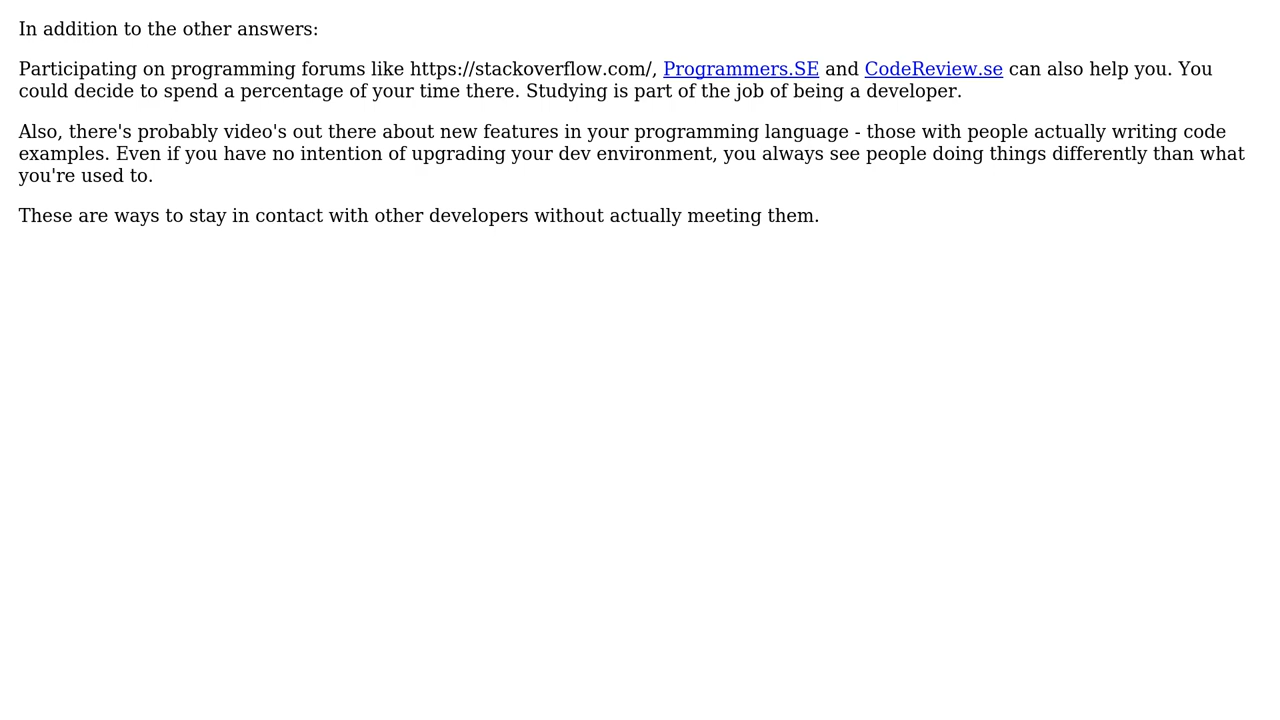 In addition to the other answers:
Participating on programming forums like https://stackoverflow.com/, Programmers.SE and CodeReview.se can also help you. You
could decide to spend a percentage of your time there. Studying is part of the job of being a developer.
Also, there's probably video's out there about new features in your programming language - those with people actually writing code
examples. Even if you have no intention of upgrading your dev environment, you always see people doing things differently than what
you're used to.
These are ways to stay in contact with other developers without actually meeting them.